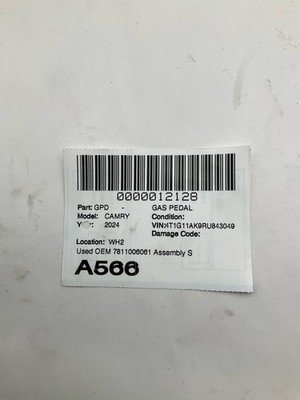 0000012128
Part: GPD - GAS PEDAL
Model: CAMRY Condition:
2024 VIN:4T1G11AK9RU843049
Damage Code:
Location: WH2
Used OEM 7811006061 Assembly S
A566